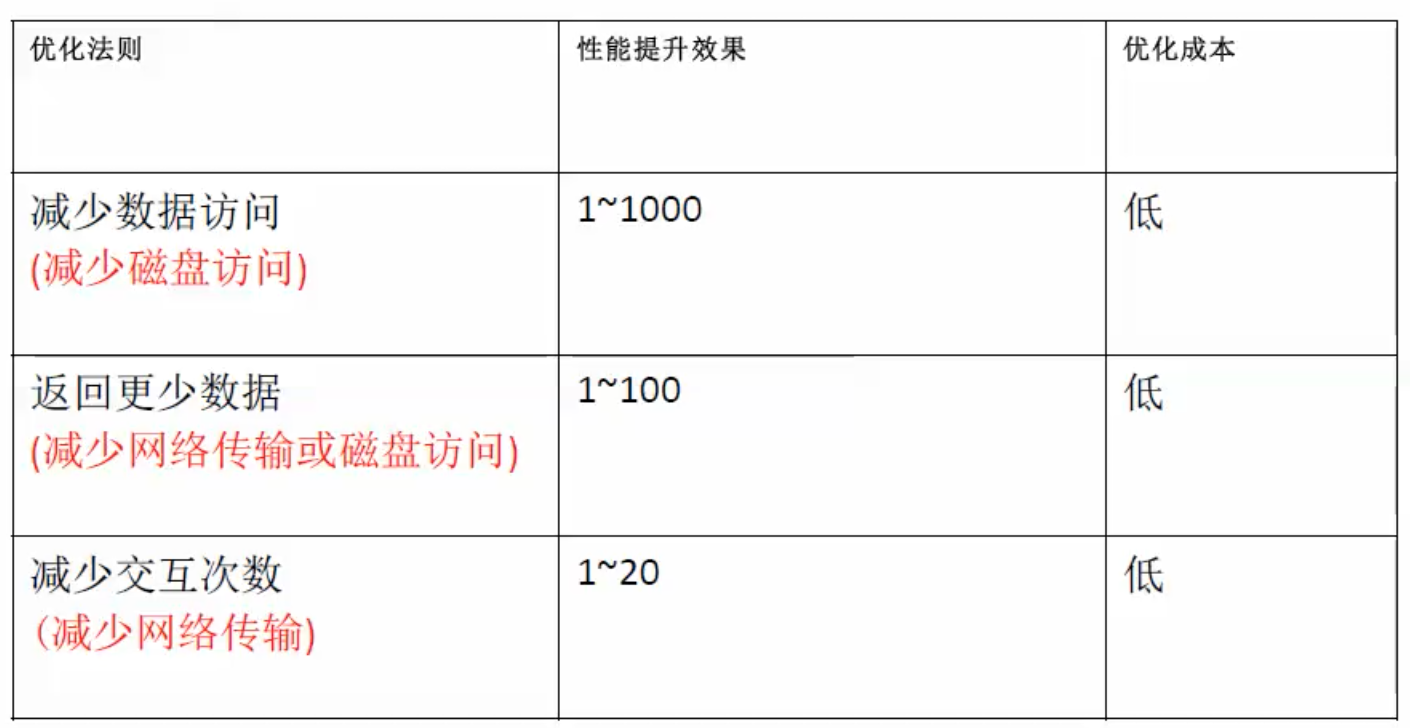 优化法则 性能提升效果 优化成本
减少数据访问 1~1000 低
(减少磁盘访问)
返回更少数据 1~100 低
(减少网络传输或磁盘访问)
减少交互次数 1~20 低
（减少网络传输)